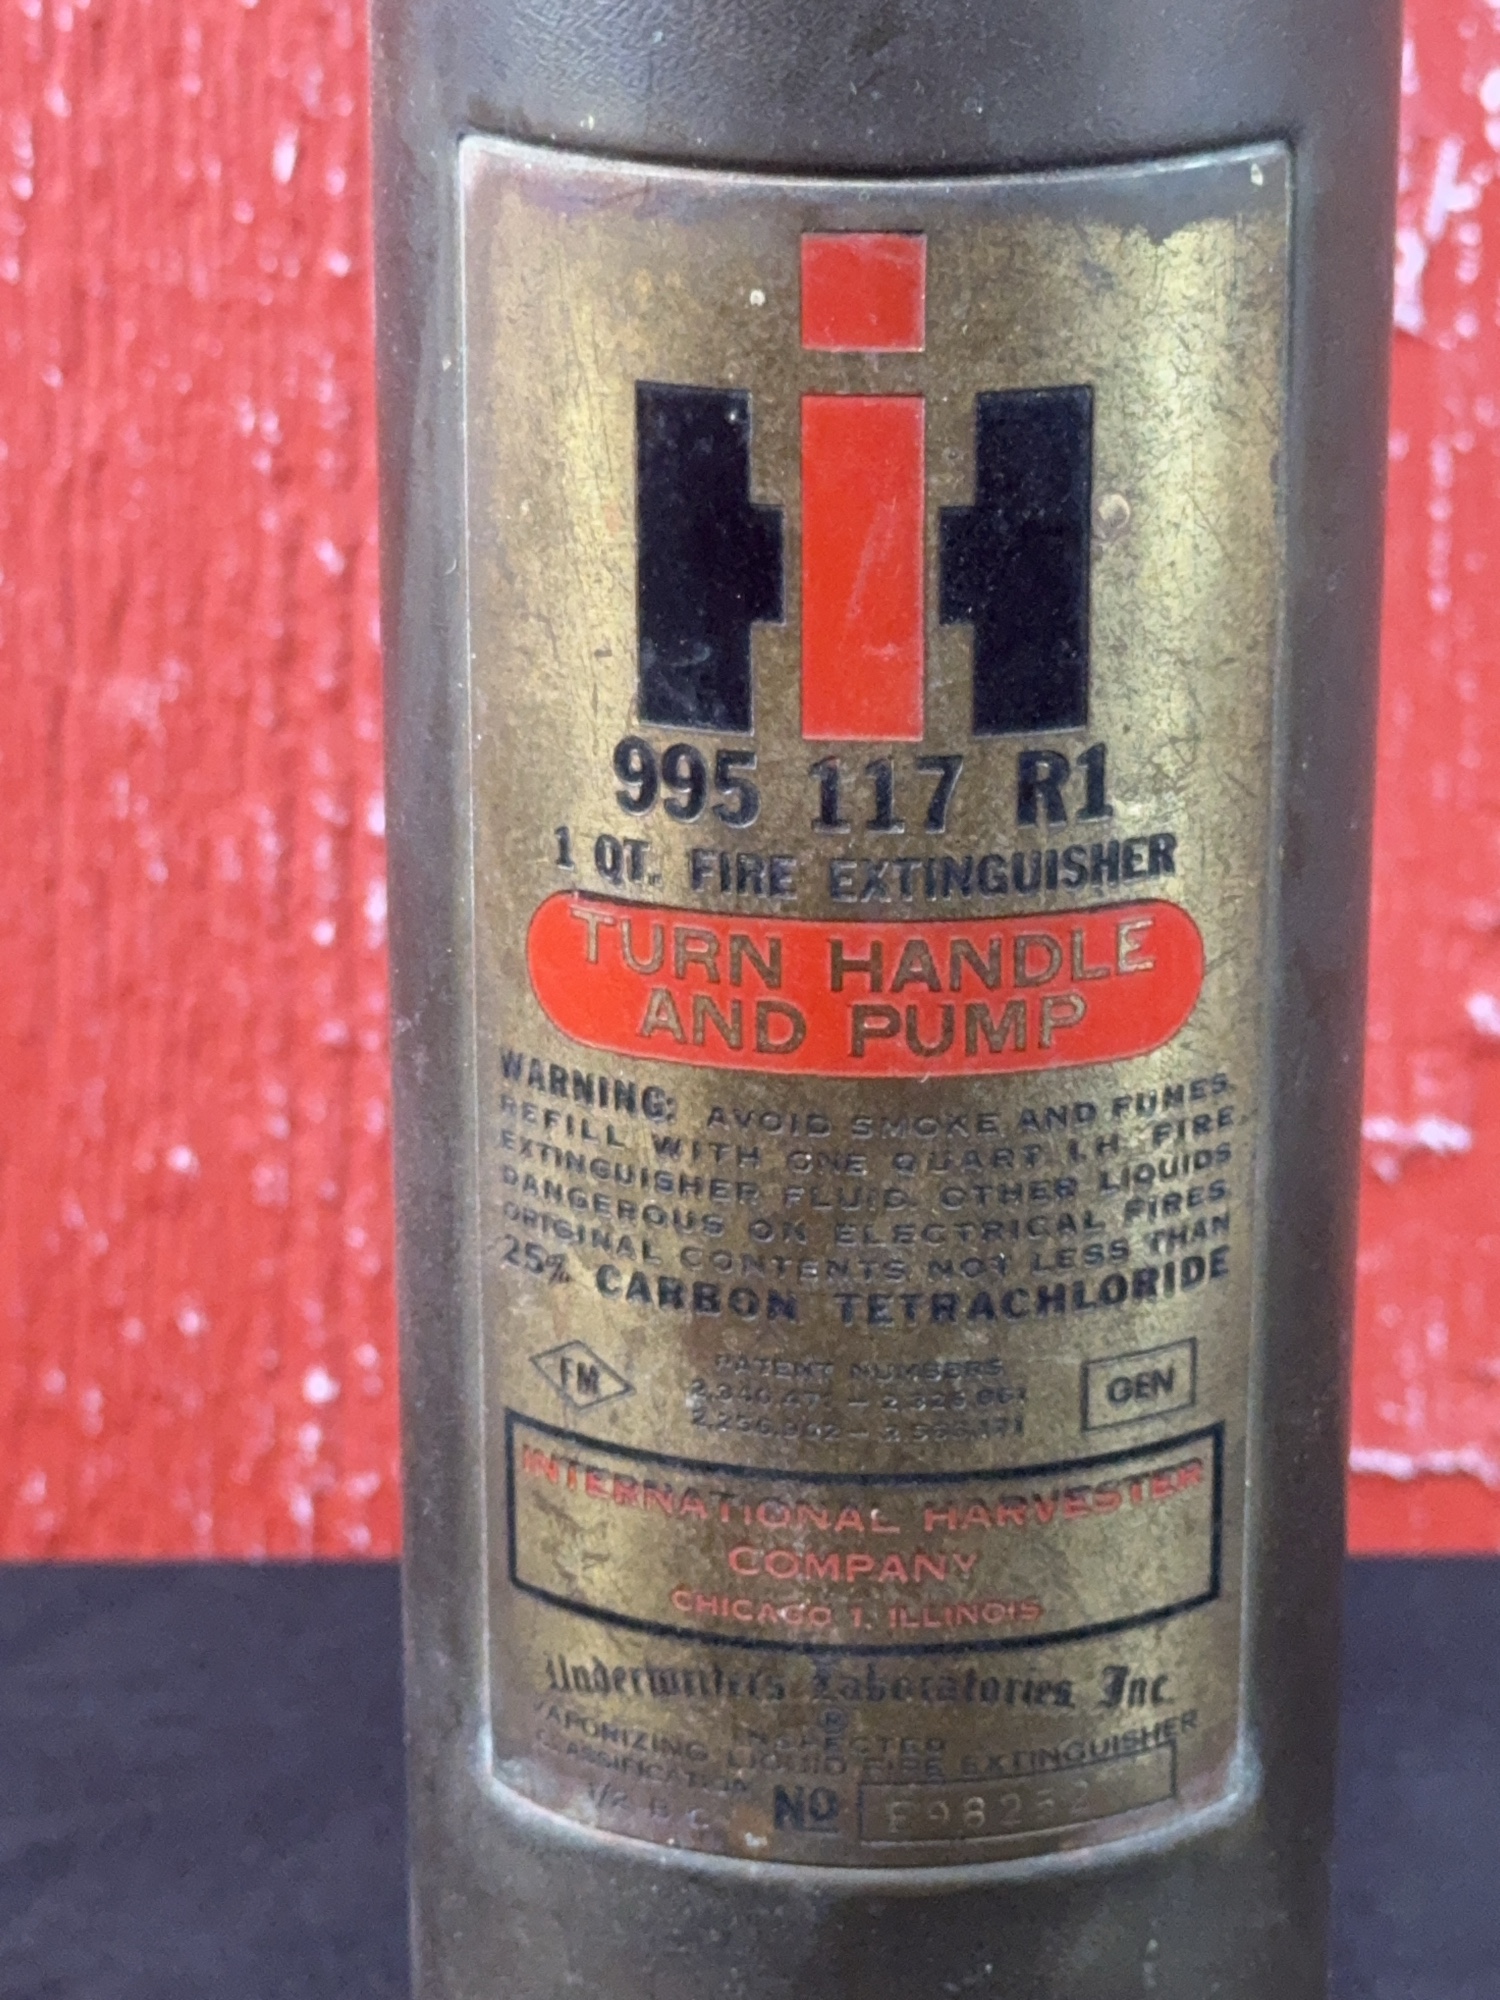 IH
995 117 R1
1 QT. FIRE EXTINGUISHER
TURN HANDLE
AND PUMP
WARNING: AVOID SMOKE AND FUMES.
REFILL WITH ONE QUART I.H. FIRE
EXTINGUISHER FLUID. OTHER LIQUIDS
DANGEROUS ON ELECTRICAL FIRES.
ORIGINAL CONTENTS NOT LESS THAN
25% CARBON TETRACHLORIDE
FM
PATENT NUMBERS
GEN
INTERNATIONAL HARVESTER
COMPANY
CHICAGO 1, ILLINOIS
Underwriters Laboratories, Inc.
®
INSPECTED
VAPORIZING LIQUID FIRE EXTINGUISHER
CLASSIFICATION
1/2 B C
No